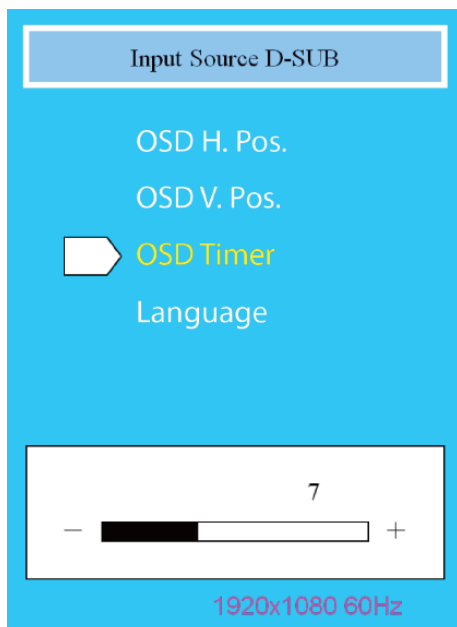 Input Source D-SUB
OSD H. Pos.
OSD V. Pos.
OSD Timer
Language
7
− +
1920x1080 60Hz